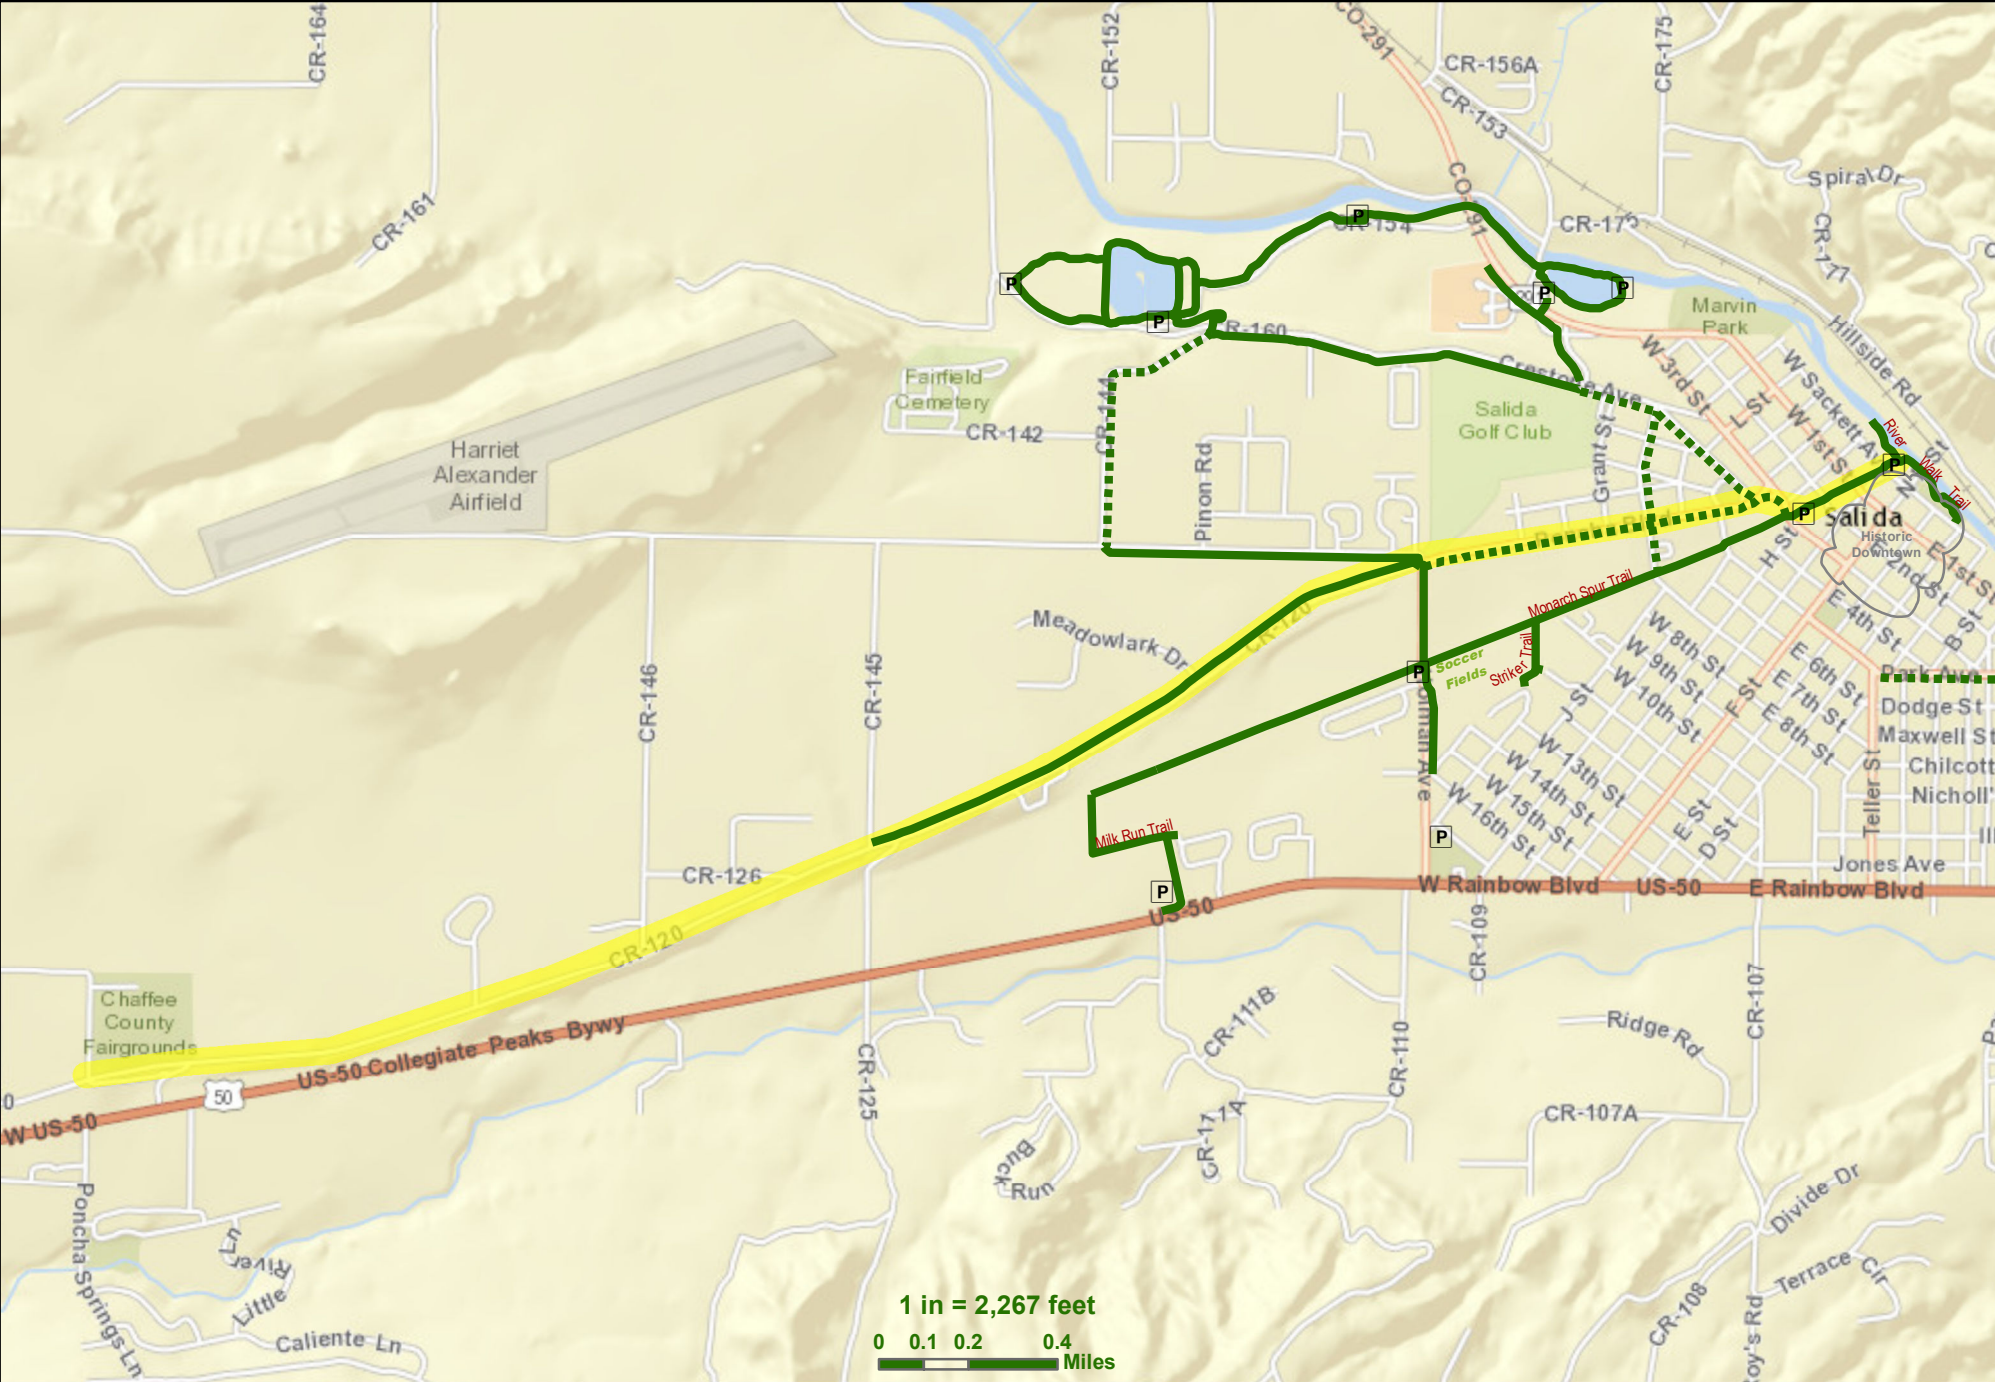 CR-164
CR-152
CO-291
CR-175
CR-156A
CR-153
Spiral Dr
CR-161
CO-291
CR-175
CR-177
CR-154
P
P
P
P
P
Marvin
Park
Hillside Rd
R-160
Crestone Ave
W 3rd St
W Sackett Ave
L St
W 1st St
Fairfield
Cemetery
CR-144
CR-142
Salida
Golf Club
Grant St
Pinon Rd
Harriet
Alexander
Airfield
River
Walk
Trail
P
P
N St
Salida
Historic
Downtown
H St
E 1st St
E 2nd St
E 4th St
B St
Monarch Spur Trail
CR-120
Meadowlark Dr
Soccer
Fields
Striker Trail
P
W 8th St
W 9th St
W 10th St
J St
F St
E 6th St
E 7th St
E 8th St
Park Ave
Dodge St
Maxwell St
Chilcott
Nicholl'
Teller St
CR-146
CR-145
olman Ave
W 13th St
W 14th St
W 15th St
W 16th St
E St
D St
Jones Ave
Milk Run Trail
P
P
CR-126
US-50
W Rainbow Blvd
US-50
E Rainbow Blvd
CR-120
CR-109
CR-107
Chaffee
County
Fairgrounds
US-50 Collegiate Peaks Bywy
50
0
W US-50
CR-125
CR-111B
CR-110
Ridge Rd
CR-107A
CR-17
1A
Buck
Run
Poncha Springs Ln
River
Ln
Little
Caliente Ln
Divide Dr
Terrace Cir
CR-108
oy's Rd
1 in = 2,267 feet
0 0.1 0.2 0.4
Miles